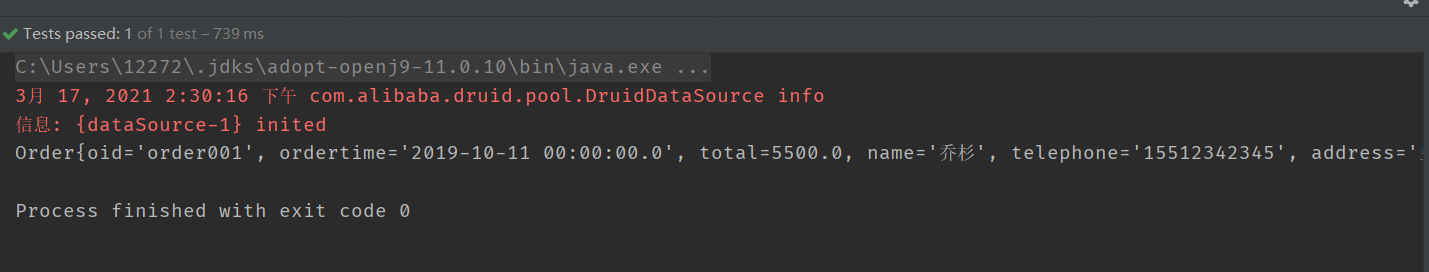 Tests passed: 1 of 1 test – 739 ms
C:\Users\12272\.jdks\adopt-openj9-11.0.10\bin\java.exe ...
3月 17, 2021 2:30:16 下午 com.alibaba.druid.pool.DruidDataSource info
信息: {dataSource-1} inited
Order{oid='order001', ordertime='2019-10-11 00:00:00.0', total=5500.0, name='乔杉', telephone='15512342345', address='
Process finished with exit code 0